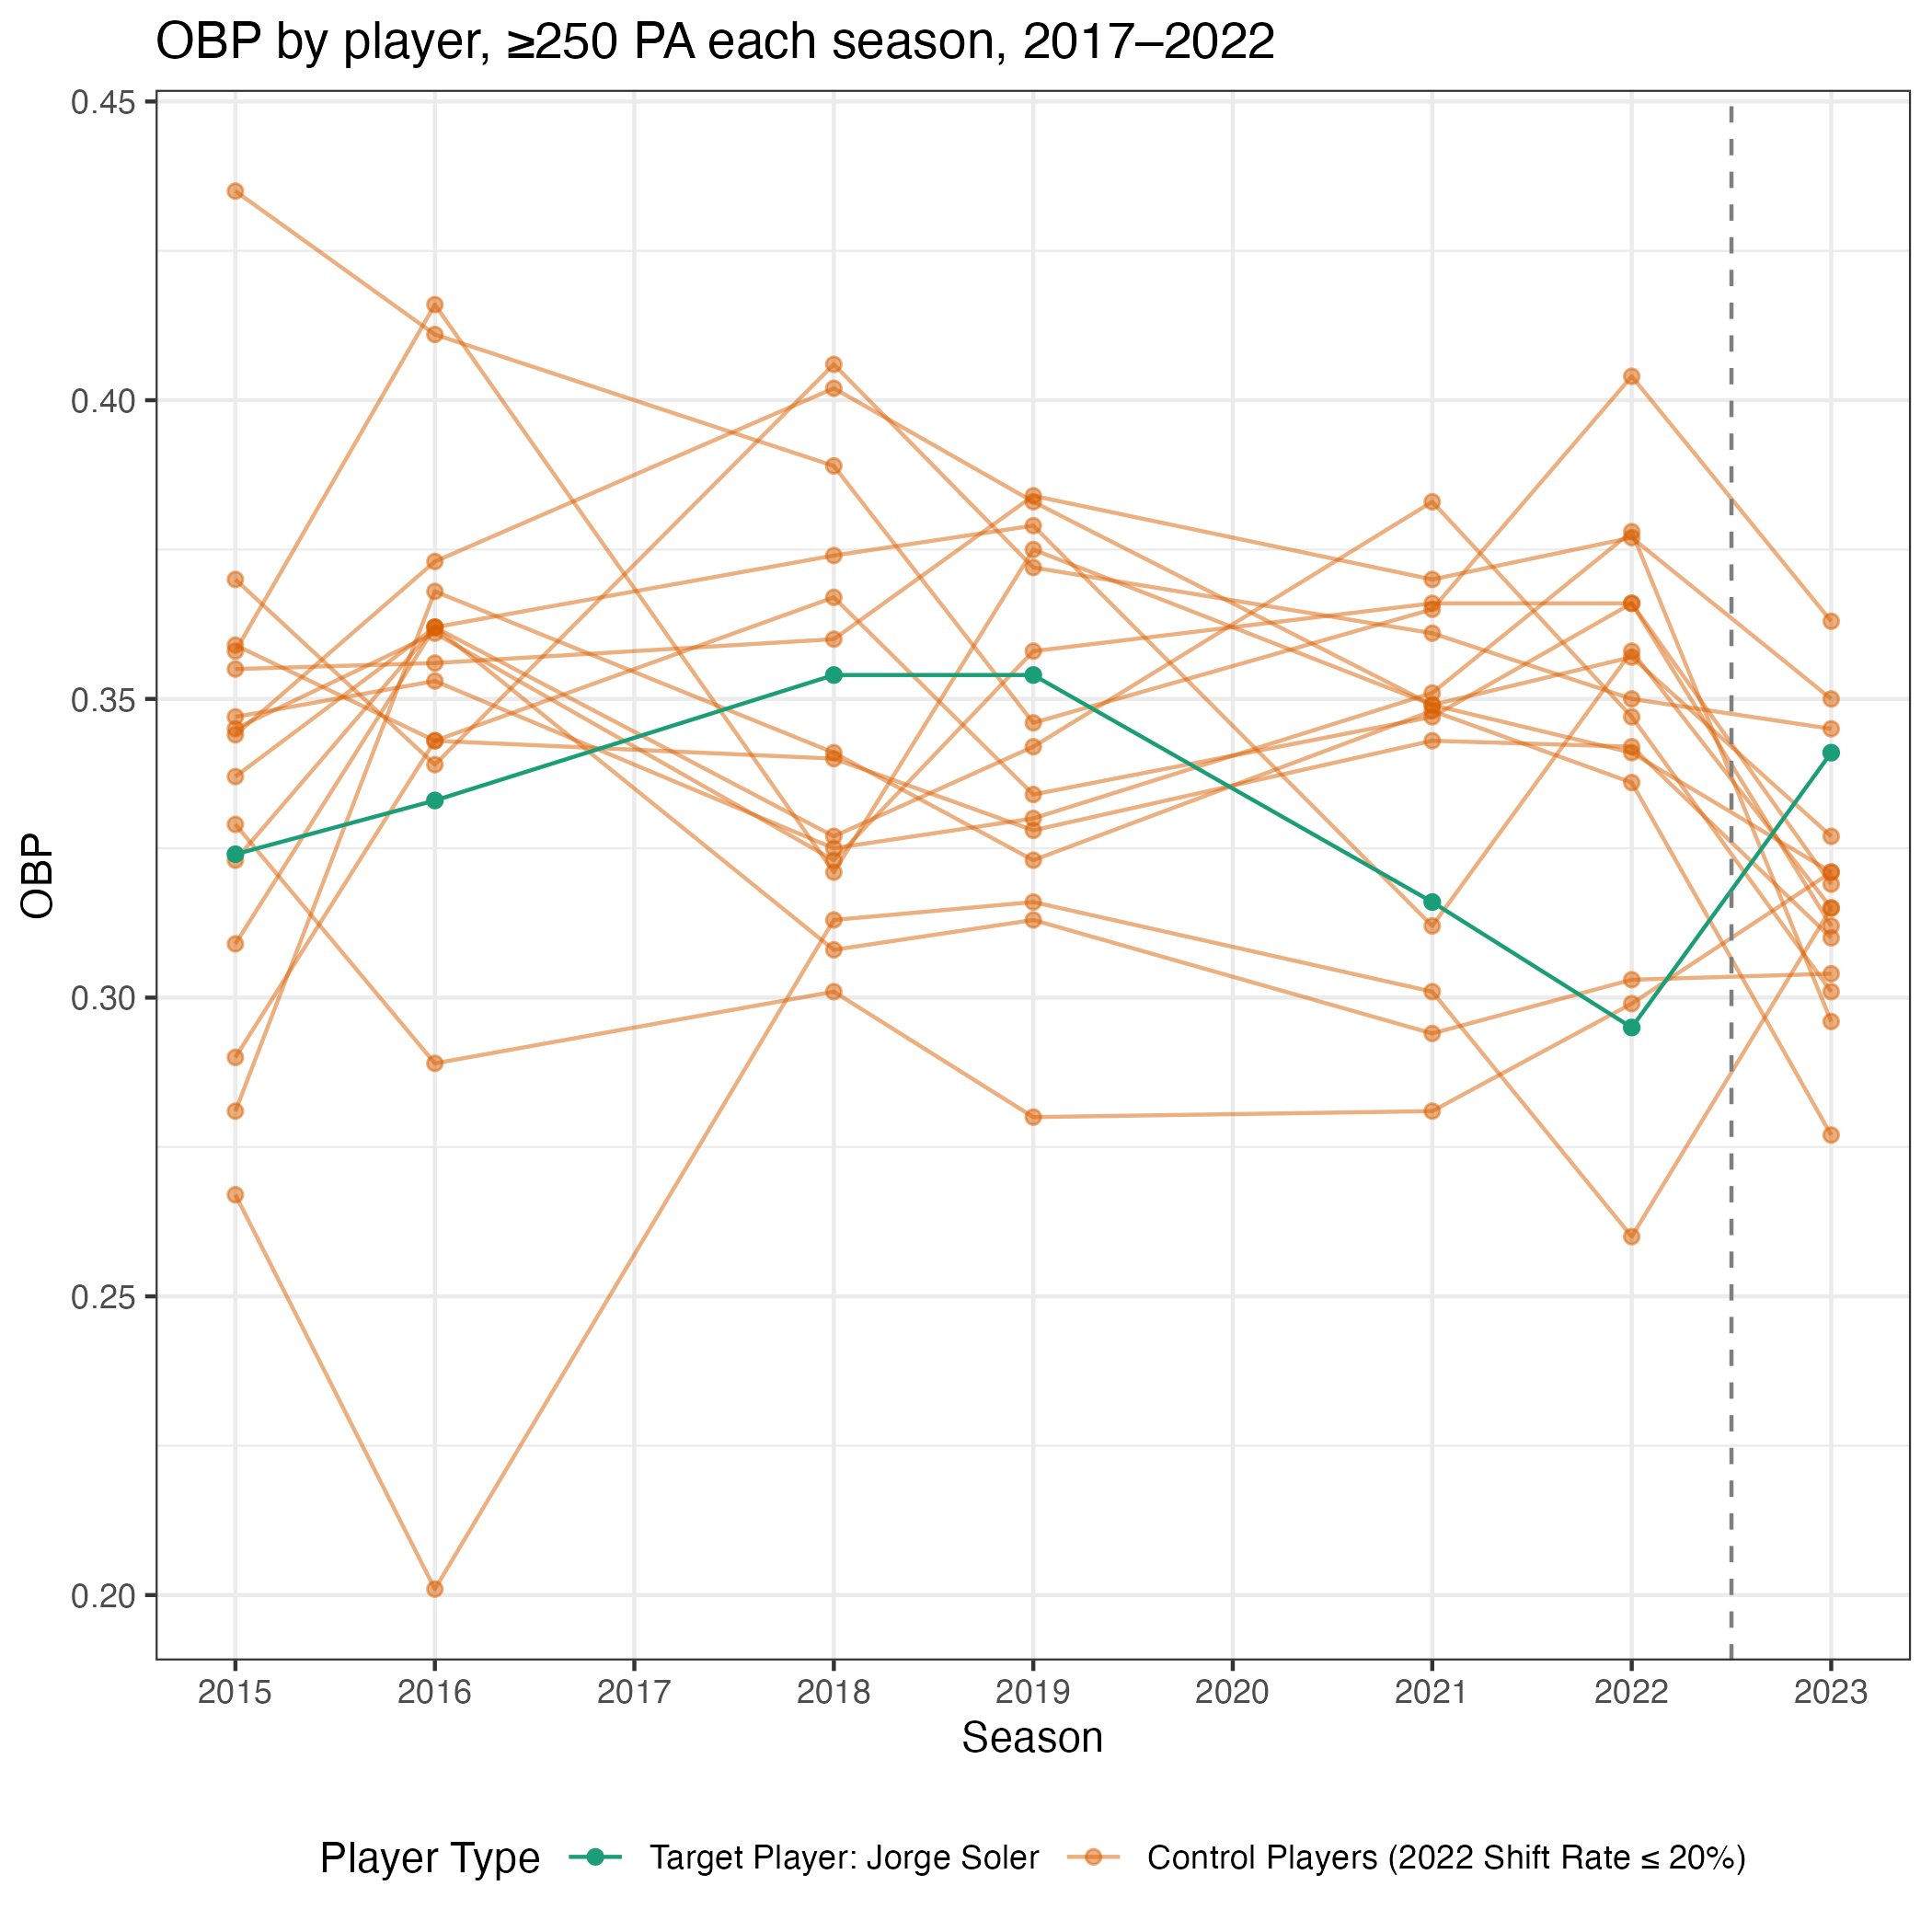 OBP by player, ≥250 PA each season, 2017–2022
0.45
0.40
0.35
0.30
0.25
0.20
OBP
2015 2016 2017 2018 2019 2020 2021 2022 2023
Season
Player Type Target Player: Jorge Soler Control Players (2022 Shift Rate ≤ 20%)